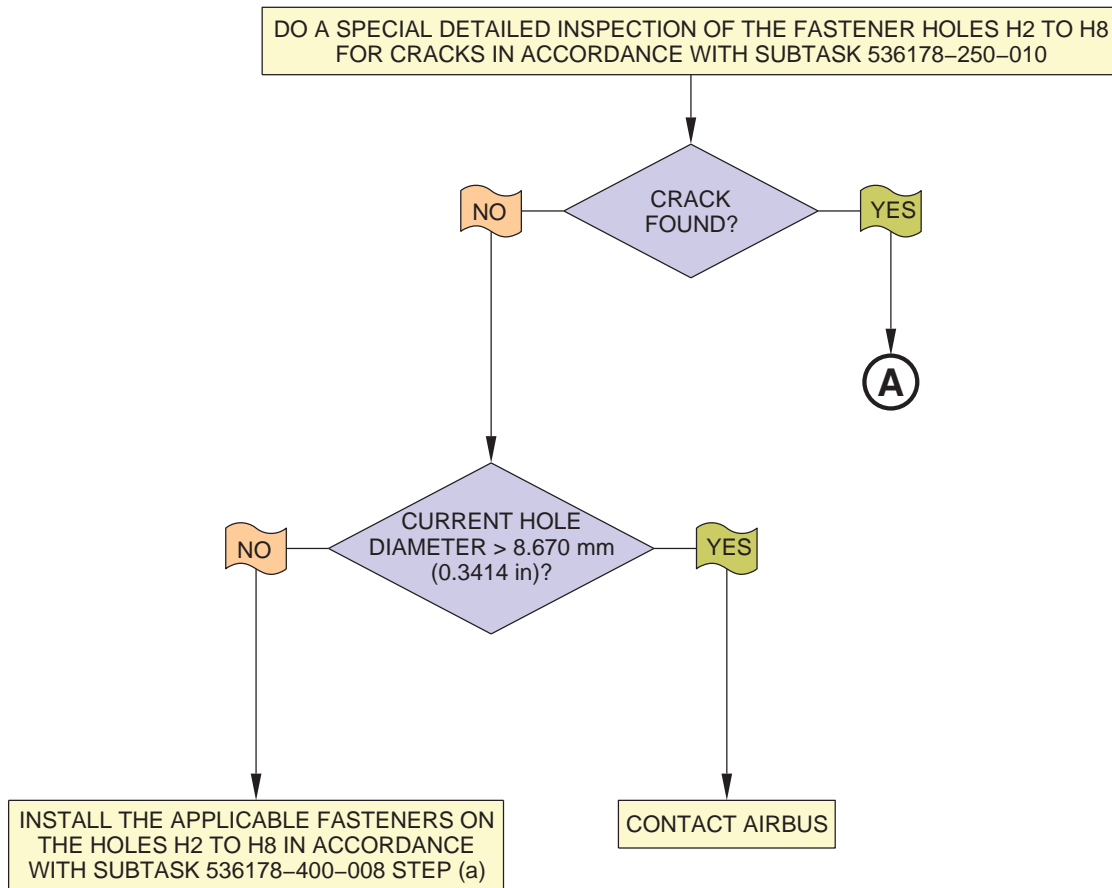 DO A SPECIAL DETAILED INSPECTION OF THE FASTENER HOLES H2 TO H8
FOR CRACKS IN ACCORDANCE WITH SUBTASK 536178–250–010
CRACK
FOUND?
NO
YES
A
CURRENT HOLE
DIAMETER > 8.670 mm
(0.3414 in)?
NO
YES
INSTALL THE APPLICABLE FASTENERS ON
THE HOLES H2 TO H8 IN ACCORDANCE
WITH SUBTASK 536178–400–008 STEP (a)
CONTACT AIRBUS